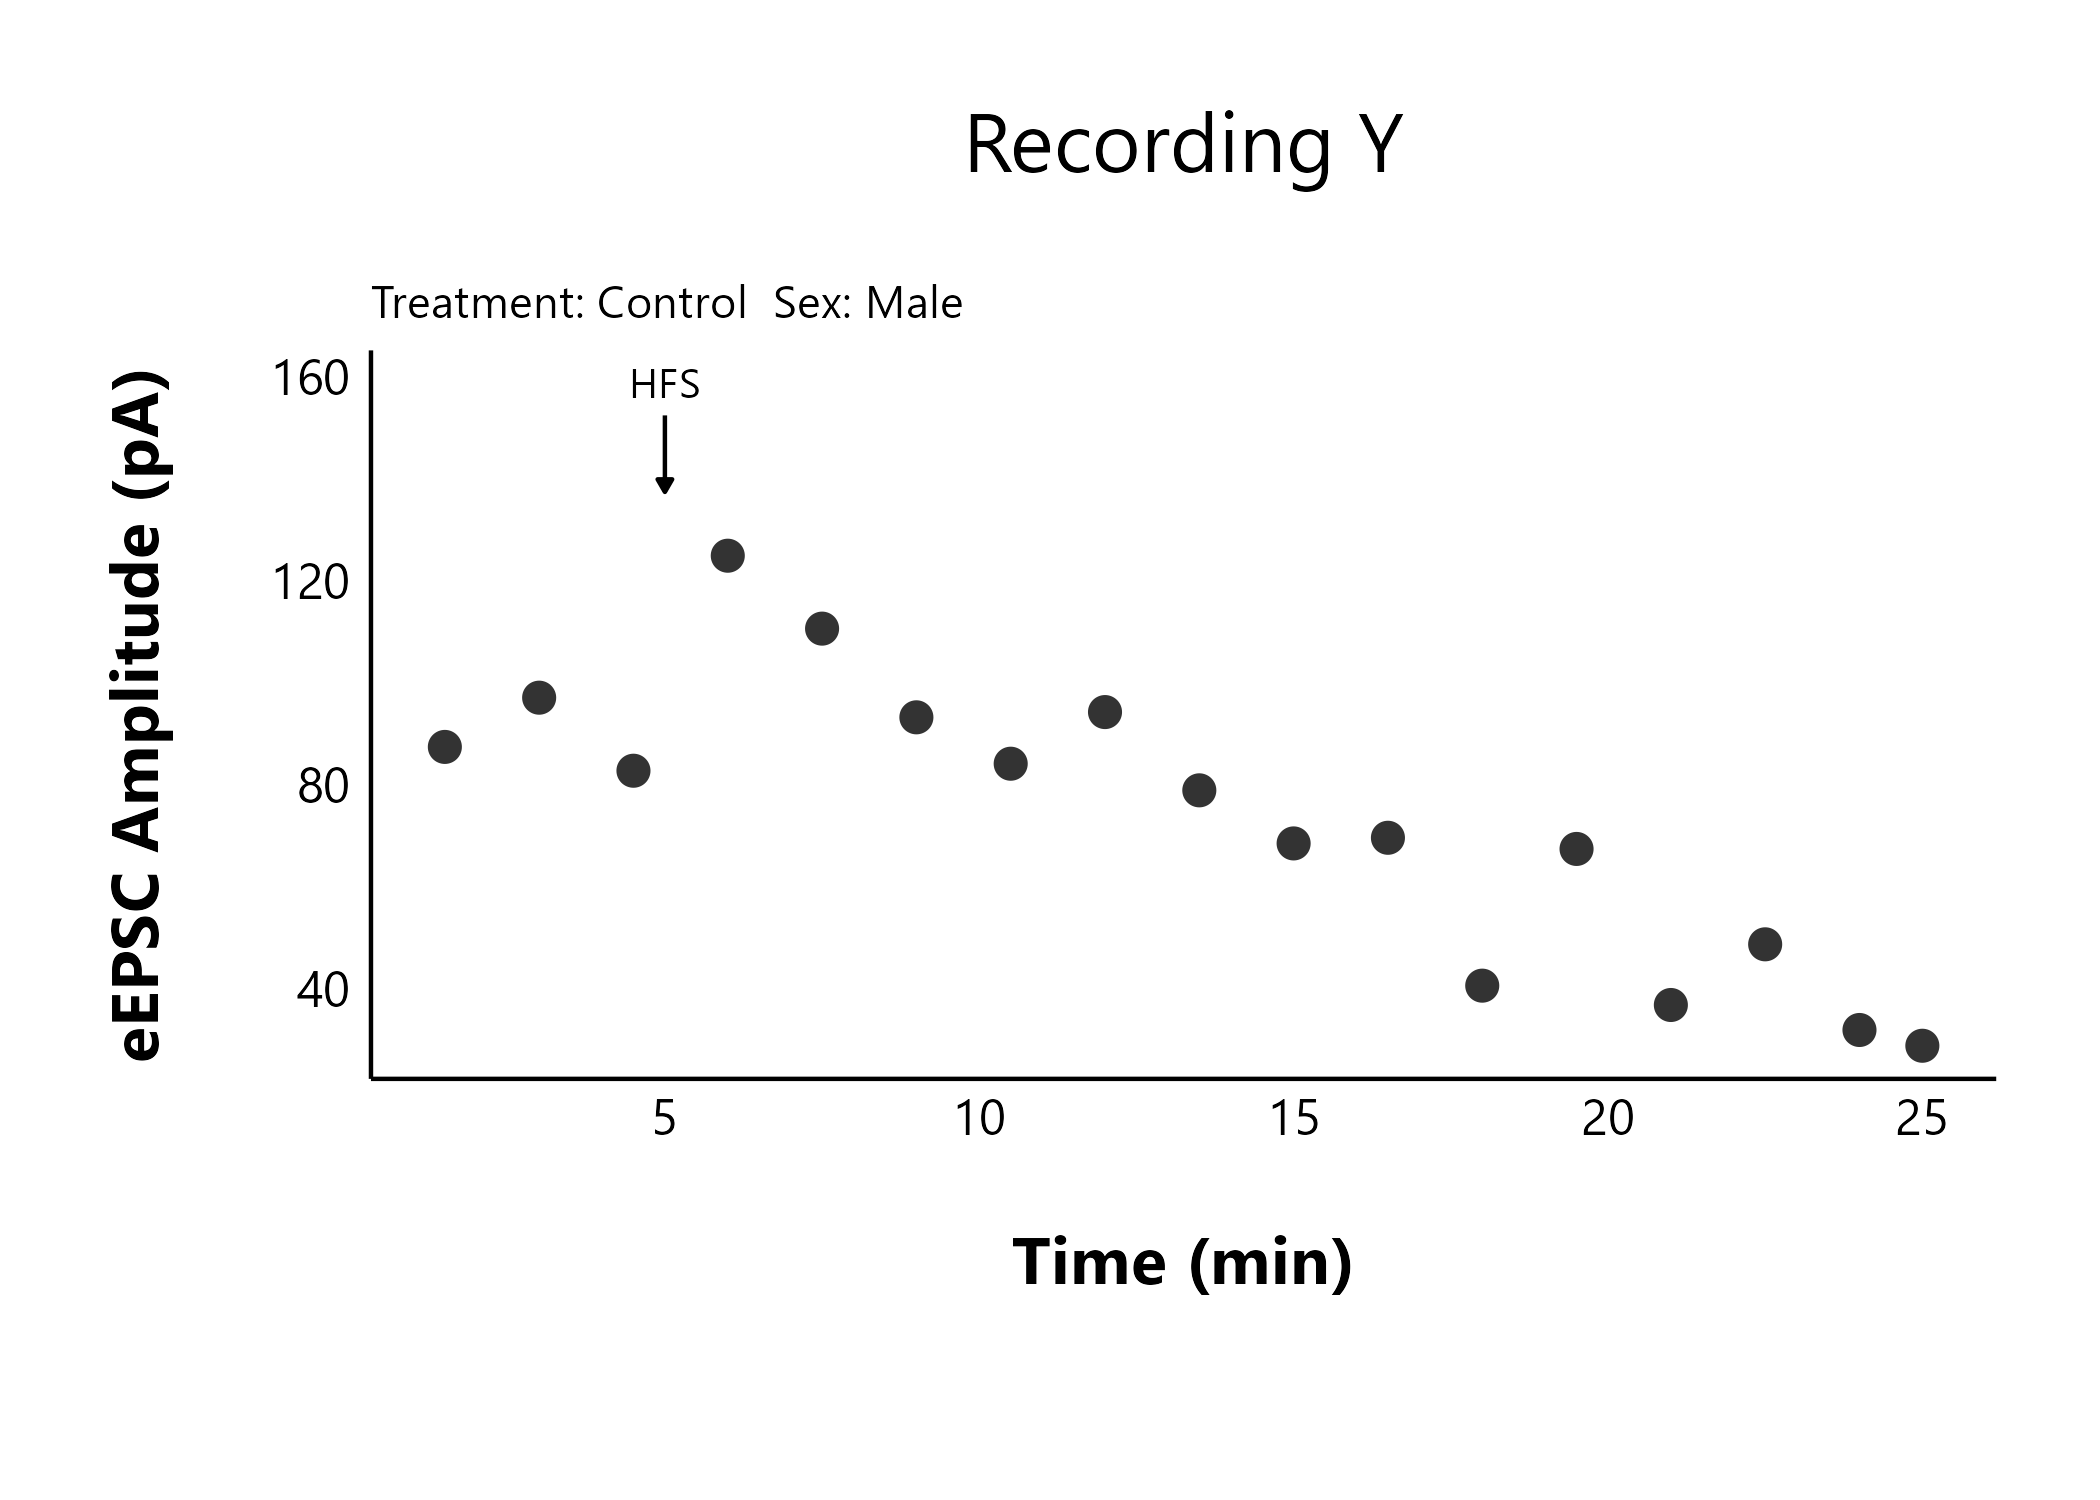 Recording Y
Treatment: Control  Sex: Male
HFS
160
120
80
40
eEPSC Amplitude (pA)
5 10 15 20 25
Time (min)